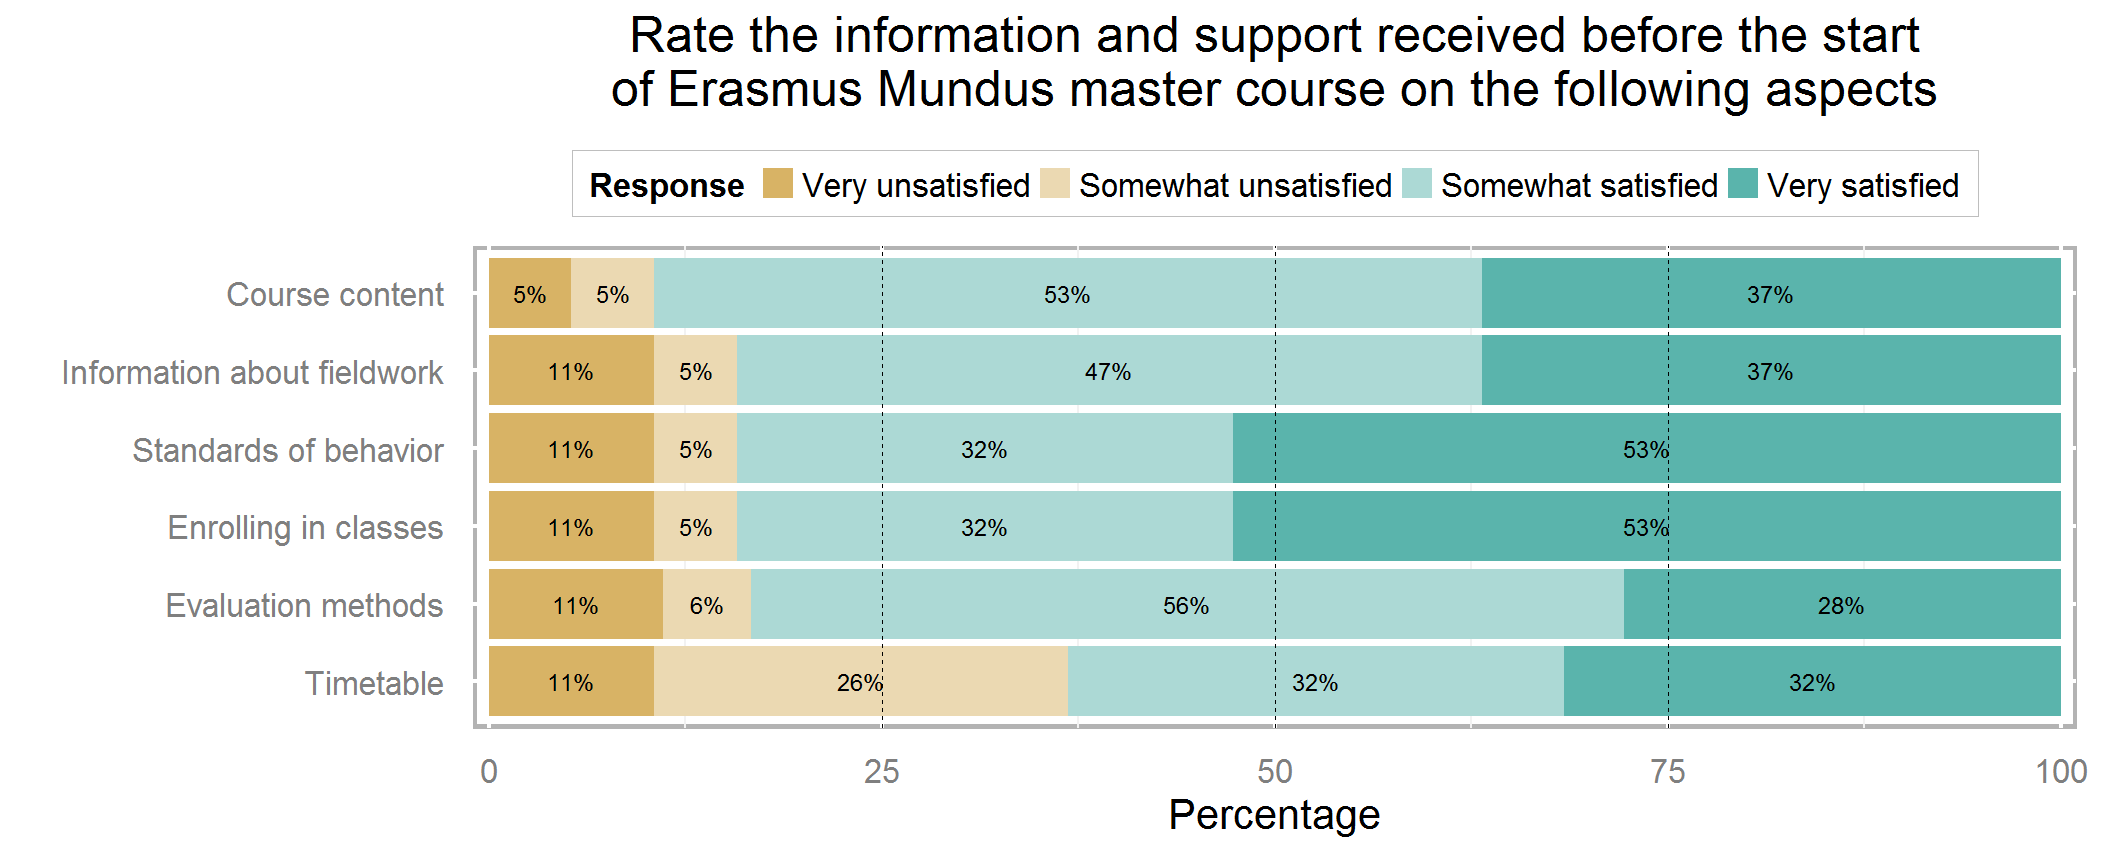 Rate the information and support received before the start
of Erasmus Mundus master course on the following aspects
Response Very unsatisfied Somewhat unsatisfied Somewhat satisfied Very satisfied
Course content 5% 5% 53% 37%
Information about fieldwork 11% 5% 47% 37%
Standards of behavior 11% 5% 32% 53%
Enrolling in classes 11% 5% 32% 53%
Evaluation methods 11% 6% 56% 28%
Timetable 11% 26% 32% 32%
0 25 50 75 100
Percentage